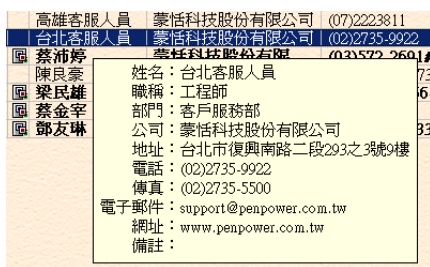 高雄客服人員 蒙恬科技股份有限公司 (07)2223811
台北客服人員 蒙恬科技股份有限公司 (02)2735-9922
蔡沛婷 蒙恬科技股份有限 (03)572-2691#
陳良豪
梁民雄
蔡金宰
鄭友琳
姓名：台北客服人員
職稱：工程師
部門：客戶服務部
公司：蒙恬科技股份有限公司
地址：台北市復興南路二段293之3號9樓
電話：(02)2735-9922
傳真：(02)2735-5500
電子郵件：support@penpower.com.tw
網址：www.penpower.com.tw
備註：